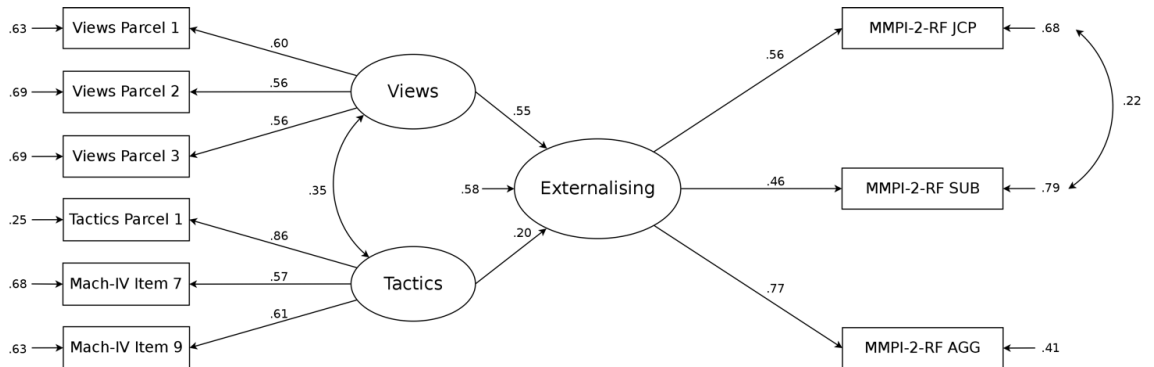 .63 Views Parcel 1 .60 MMPI-2-RF JCP .68
.56
.69 Views Parcel 2 .56 Views .55 .22
.69 Views Parcel 3 .56
.35 .58 Externalising .46 MMPI-2-RF SUB .79
.25 Tactics Parcel 1 .86 .20
.68 Mach-IV Item 7 .57 Tactics .77
.61
.63 Mach-IV Item 9 MMPI-2-RF AGG .41